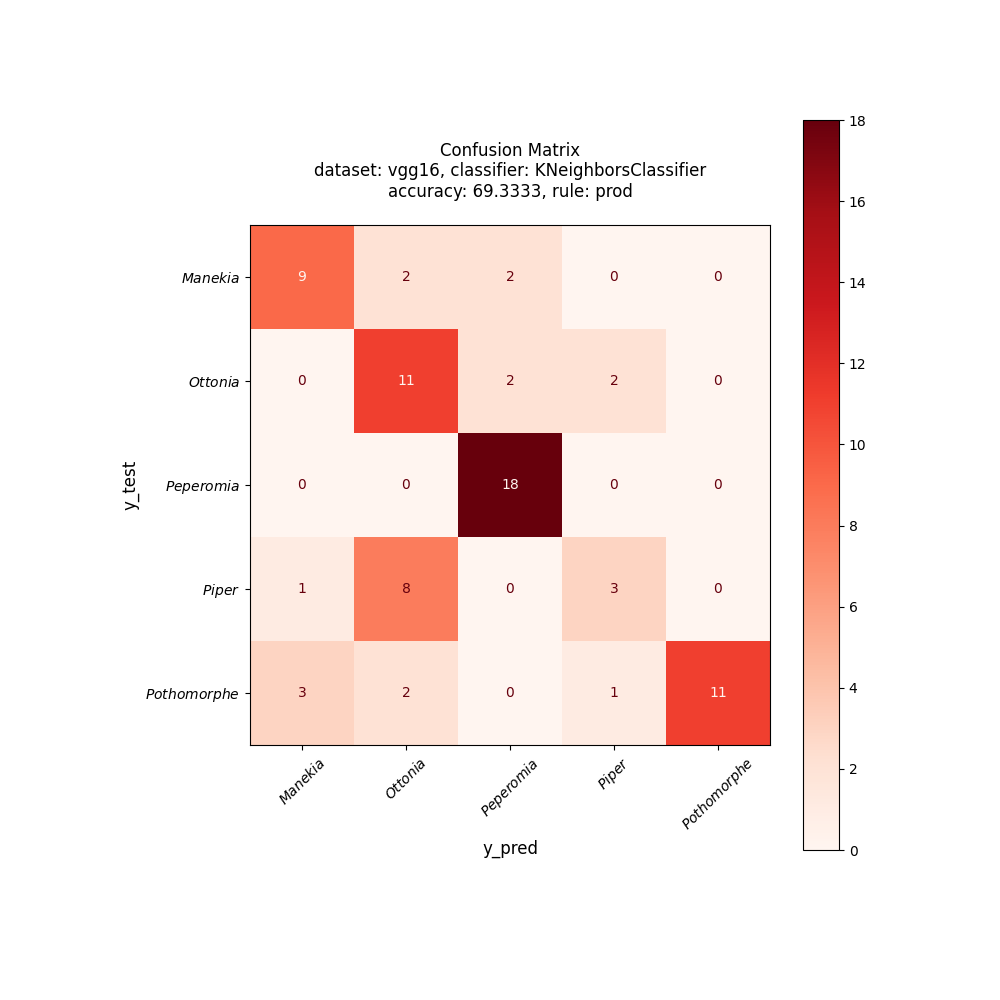 Confusion Matrix
dataset: vgg16, classifier: KNeighborsClassifier
accuracy: 69.3333, rule: prod
Manekia 9 2 2 0 0
Ottonia 0 11 2 2 0
Peperomia 0 0 18 0 0
Piper 1 8 0 3 0
Pothomorphe 3 2 0 1 11
y_test
Manekia Ottonia Peperomia Piper Pothomorphe
y_pred
18
16
14
12
10
8
6
4
2
0